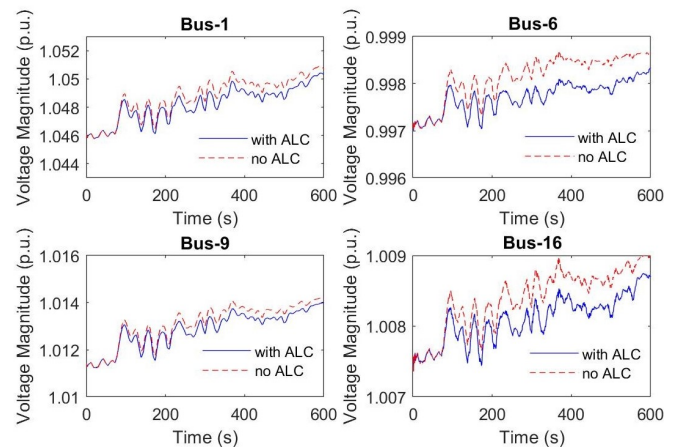 Bus-1
Voltage Magnitude (p.u.)
1.052
1.05
1.048
1.046
1.044
with ALC
no ALC
0 200 400 600
Time (s)
Bus-6
Voltage Magnitude (p.u.)
0.999
0.998
0.997
0.996
with ALC
no ALC
0 200 400 600
Time (s)
Bus-9
Voltage Magnitude (p.u.)
1.016
1.014
1.012
1.01
with ALC
no ALC
0 200 400 600
Time (s)
Bus-16
Voltage Magnitude (p.u.)
1.009
1.008
1.007
with ALC
no ALC
0 200 400 600
Time (s)